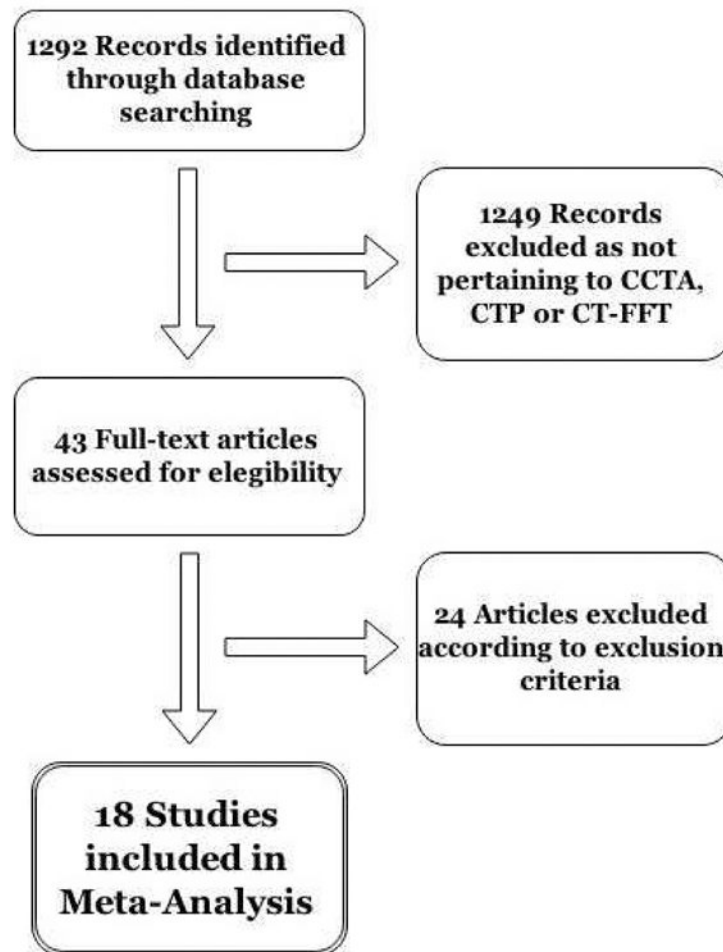 1292 Records identified
through database
searching
1249 Records
excluded as not
pertaining to CCTA,
CTP or CT-FFT
43 Full-text articles
assessed for elegibility
24 Articles excluded
according to exclusion
criteria
18 Studies
included in
Meta-Analysis